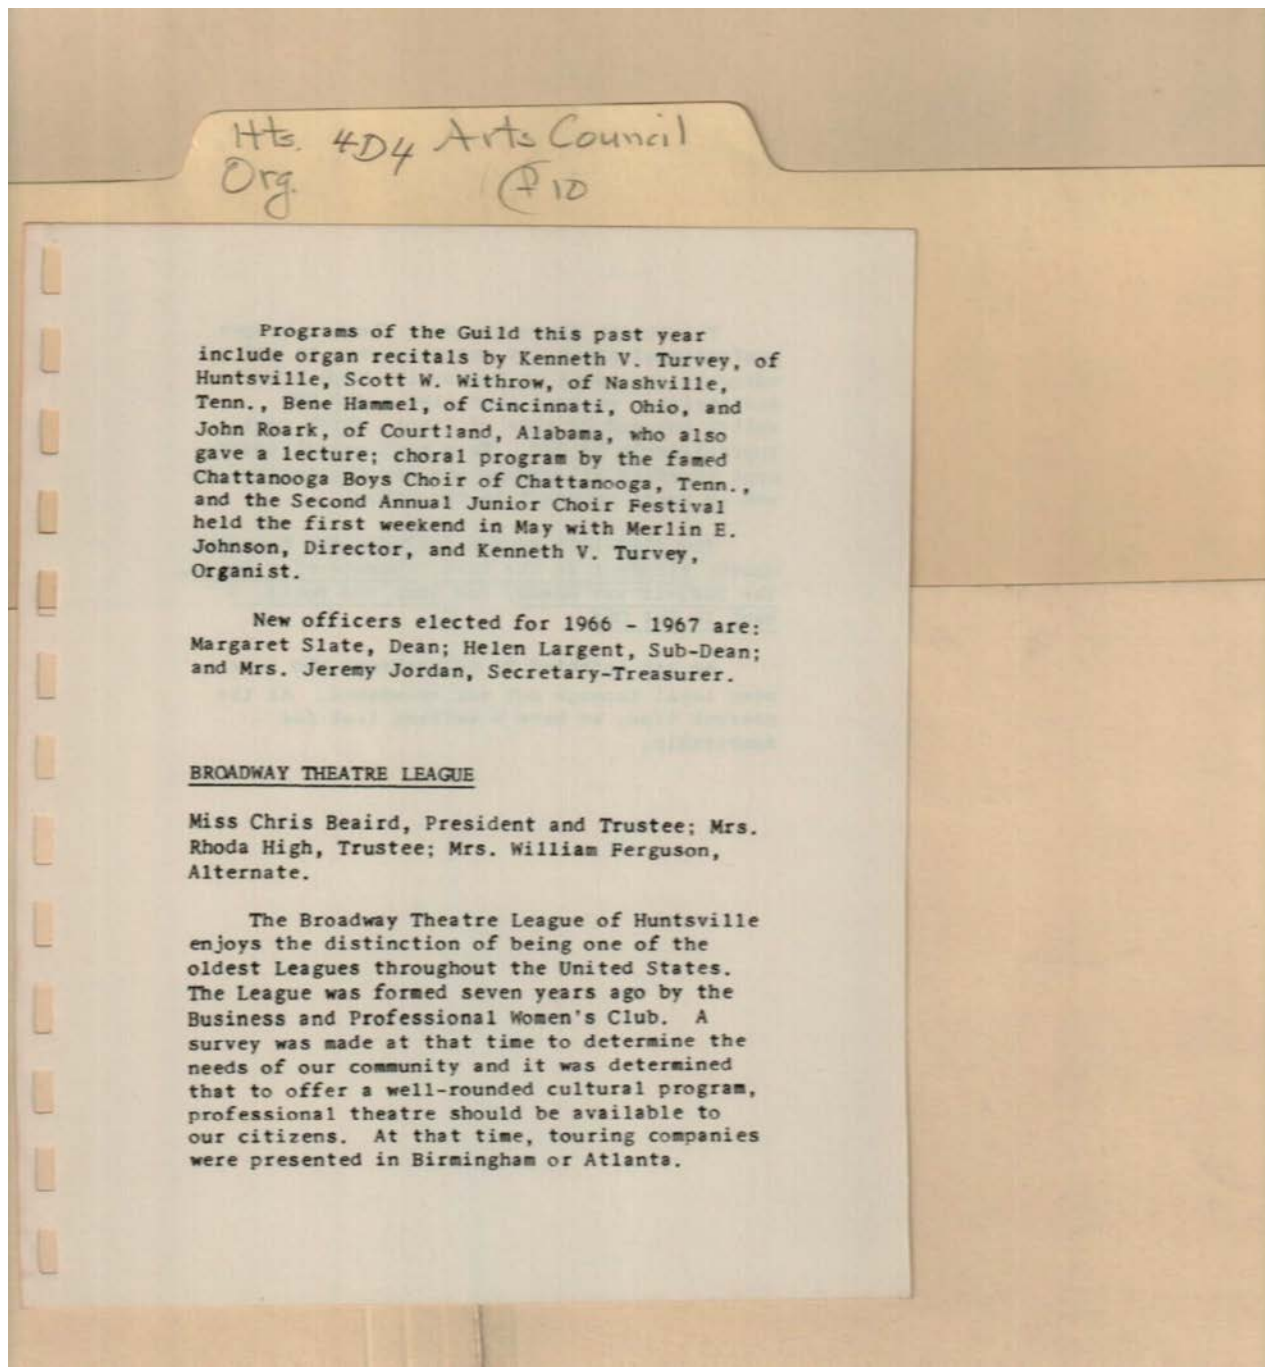 Hts. 4D4 Arts Council
Org. P 10
Programs of the Guild this past year
include organ recitals by Kenneth V. Turvey, of
Huntsville, Scott W. Withrow, of Nashville,
Tenn., Bene Hammel, of Cincinnati, Ohio, and
John Roark, of Courtland, Alabama, who also
gave a lecture; choral program by the famed
Chattanooga Boys Choir of Chattanooga, Tenn.,
and the Second Annual Junior Choir Festival
held the first weekend in May with Merlin E.
Johnson, Director, and Kenneth V. Turvey,
Organist.
New officers elected for 1966 - 1967 are:
Margaret Slate, Dean; Helen Largent, Sub-Dean;
and Mrs. Jeremy Jordan, Secretary-Treasurer.
BROADWAY THEATRE LEAGUE
Miss Chris Beaird, President and Trustee; Mrs.
Rhoda High, Trustee; Mrs. William Ferguson,
Alternate.
The Broadway Theatre League of Huntsville
enjoys the distinction of being one of the
oldest Leagues throughout the United States.
The League was formed seven years ago by the
Business and Professional Women's Club. A
survey was made at that time to determine the
needs of our community and it was determined
that to offer a well-rounded cultural program,
professional theatre should be available to
our citizens. At that time, touring companies
were presented in Birmingham or Atlanta.